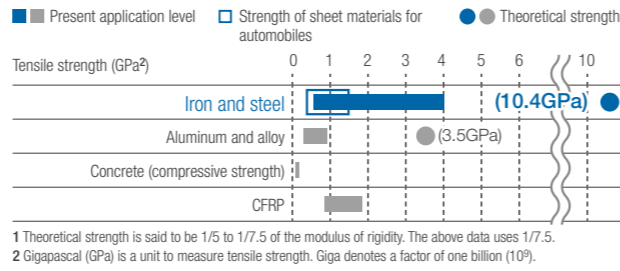 Present application level
Strength of sheet materials for
automobiles
Theoretical strength
Tensile strength (GPa²)
0 1 2 3 4 5 6 10
Iron and steel
(10.4GPa)
Aluminum and alloy
(3.5GPa)
Concrete (compressive strength)
CFRP
1 Theoretical strength is said to be 1/5 to 1/7.5 of the modulus of rigidity. The above data uses 1/7.5.
2 Gigapascal (GPa) is a unit to measure tensile strength. Giga denotes a factor of one billion (10⁹).